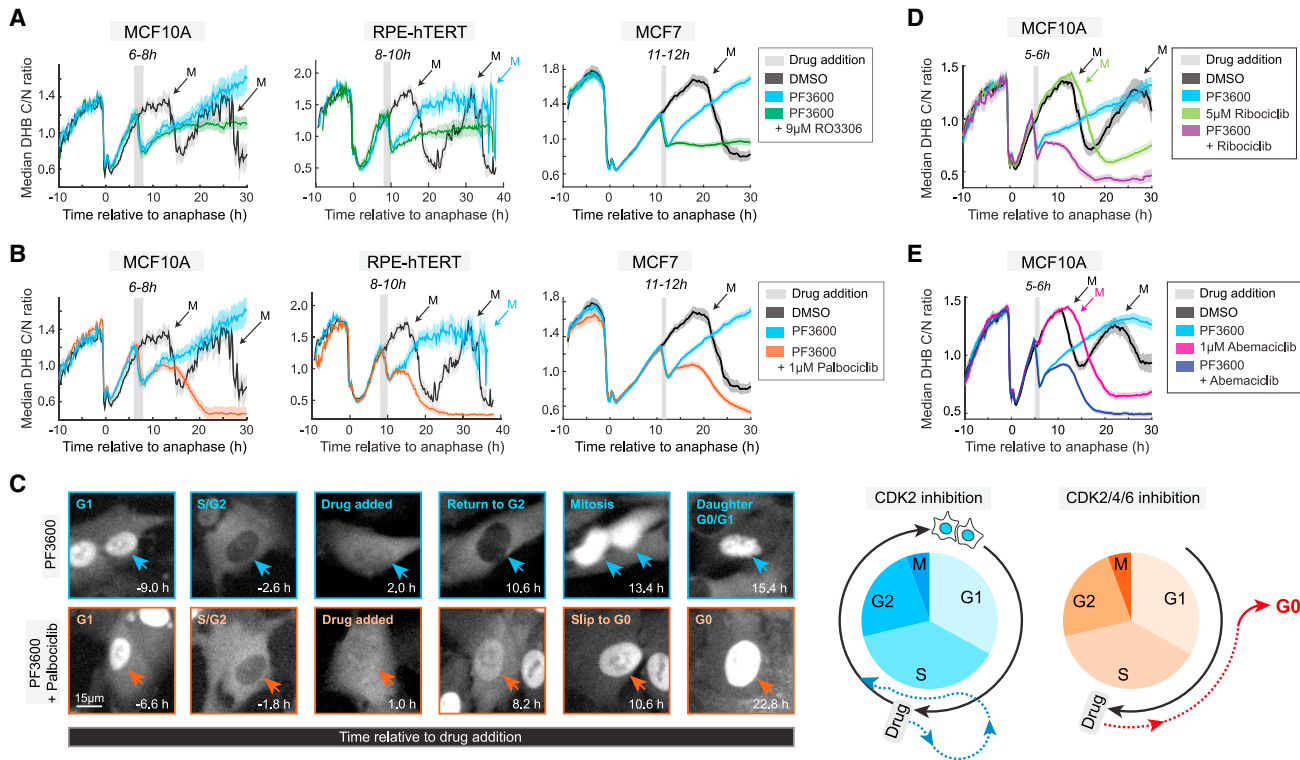 A
MCF10A
6-8h
Median DHB C/N ratio
1.4
1.0
0.6
M
M
-10
0
10
20
30
Time relative to anaphase (h)
RPE-hTERT
8-10h
2.0
1.5
1.0
0.5
M
M
M
-10
0
10
20
30
40
Time relative to anaphase (h)
MCF7
11-12h
1.8
1.4
1.0
0.6
M
-10
0
10
20
30
Time relative to anaphase (h)
Drug addition
DMSO
PF3600
PF3600
+ 9µM RO3306
D
MCF10A
5-6h
Median DHB C/N ratio
1.5
1.0
0.5
M
M
M
-10
0
10
20
30
Time relative to anaphase (h)
Drug addition
DMSO
PF3600
5µM Ribociclib
PF3600
+ Ribociclib
B
MCF10A
6-8h
Median DHB C/N ratio
1.4
1.0
0.6
M
M
-10
0
10
20
30
Time relative to anaphase (h)
RPE-hTERT
8-10h
2.0
1.5
1.0
0.5
M
M
M
-10
0
10
20
30
40
Time relative to anaphase (h)
MCF7
11-12h
1.8
1.4
1.0
0.6
M
-10
0
10
20
30
Time relative to anaphase (h)
Drug addition
DMSO
PF3600
PF3600
+ 1µM Palbociclib
E
MCF10A
5-6h
Median DHB C/N ratio
1.5
1.0
0.5
M
M
M
-10
0
10
20
30
Time relative to anaphase (h)
Drug addition
DMSO
PF3600
1µM Abemaciclib
PF3600
+ Abemaciclib
C
PF3600
G1
-9.0 h
S/G2
-2.6 h
Drug added
2.0 h
Return to G2
10.6 h
Mitosis
13.4 h
Daughter
G0/G1
15.4 h
PF3600
+ Palbociclib
G1
15µm
-6.6 h
S/G2
-1.8 h
Drug added
1.0 h
8.2 h
Slip to G0
10.6 h
G0
22.8 h
Time relative to drug addition
CDK2 inhibition
M
G2
G1
S
Drug
CDK2/4/6 inhibition
M
G2
G1
S
Drug
G0